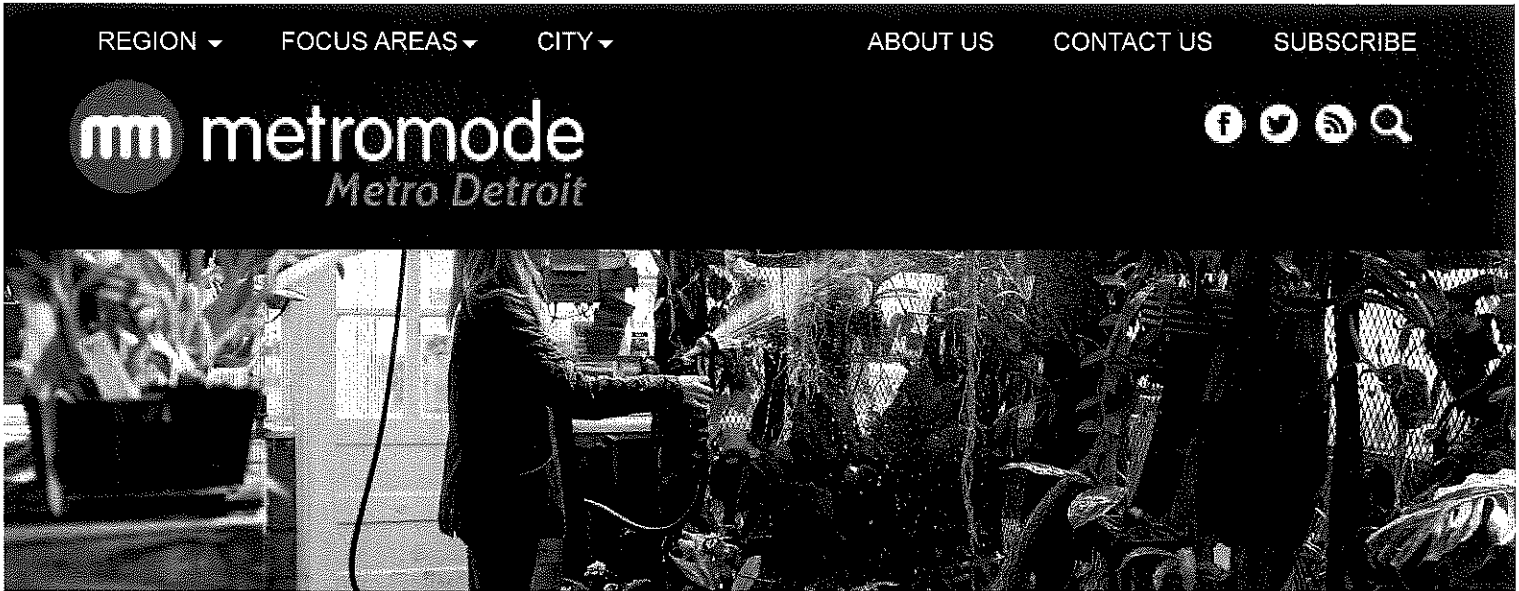 REGION FOCUS AREAS CITY ABOUT US CONTACT US SUBSCRIBE
mm metromode
Metro Detroit